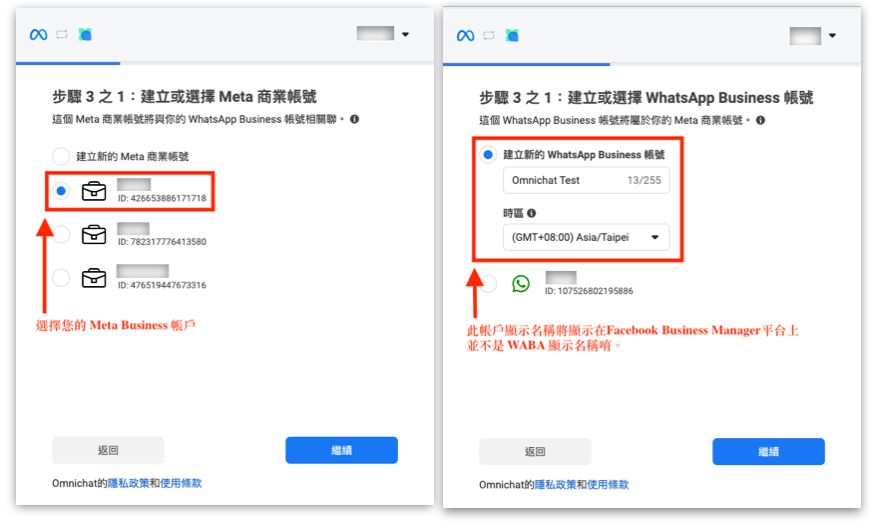 步驟 3 之 1：建立或選擇 Meta 商業帳號
這個 Meta 商業帳號將與你的 WhatsApp Business 帳號相關聯。
建立新的 Meta 商業帳號
ID: 426653886171718
ID: 782317776413580
ID: 476519447673316
選擇您的 Meta Business 帳戶
返回
繼續
Omnichat的隱私政策和使用條款
步驟 3 之 1：建立或選擇 WhatsApp Business 帳號
這個 WhatsApp Business 帳號將屬於你的 Meta 商業帳號。
建立新的 WhatsApp Business 帳號
Omnichat Test 13/255
時區
(GMT+08:00) Asia/Taipei
ID: 107526802195886
此帳戶顯示名稱將顯示在Facebook Business Manager平台上
並不是 WABA 顯示名稱唷。
返回
繼續
Omnichat的隱私政策和使用條款